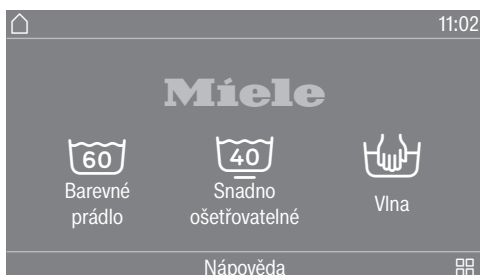 11:02
Miele
60
40
Barevné
prádlo
Snadno
ošetřovatelné
Vlna
Nápověda